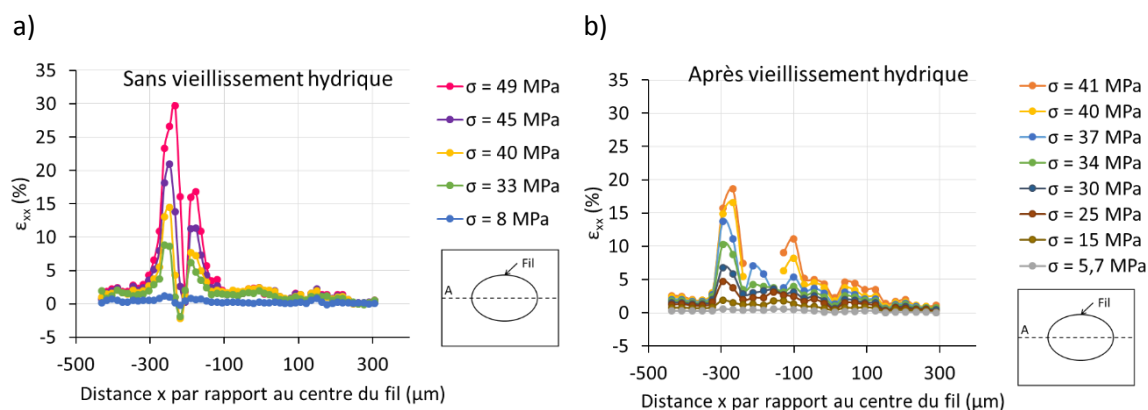 a)
Sans vieillissement hydrique
35
30
25
20
15
10
5
0
-5
εxx (%)
-500 -300 -100 100 300
Distance x par rapport au centre du fil (µm)
σ = 49 MPa
σ = 45 MPa
σ = 40 MPa
σ = 33 MPa
σ = 8 MPa
Fil
A
b)
Après vieillissement hydrique
35
30
25
20
15
10
5
0
-5
εxx (%)
-500 -300 -100 100 300
Distance x par rapport au centre du fil (µm)
σ = 41 MPa
σ = 40 MPa
σ = 37 MPa
σ = 34 MPa
σ = 30 MPa
σ = 25 MPa
σ = 15 MPa
σ = 5,7 MPa
Fil
A